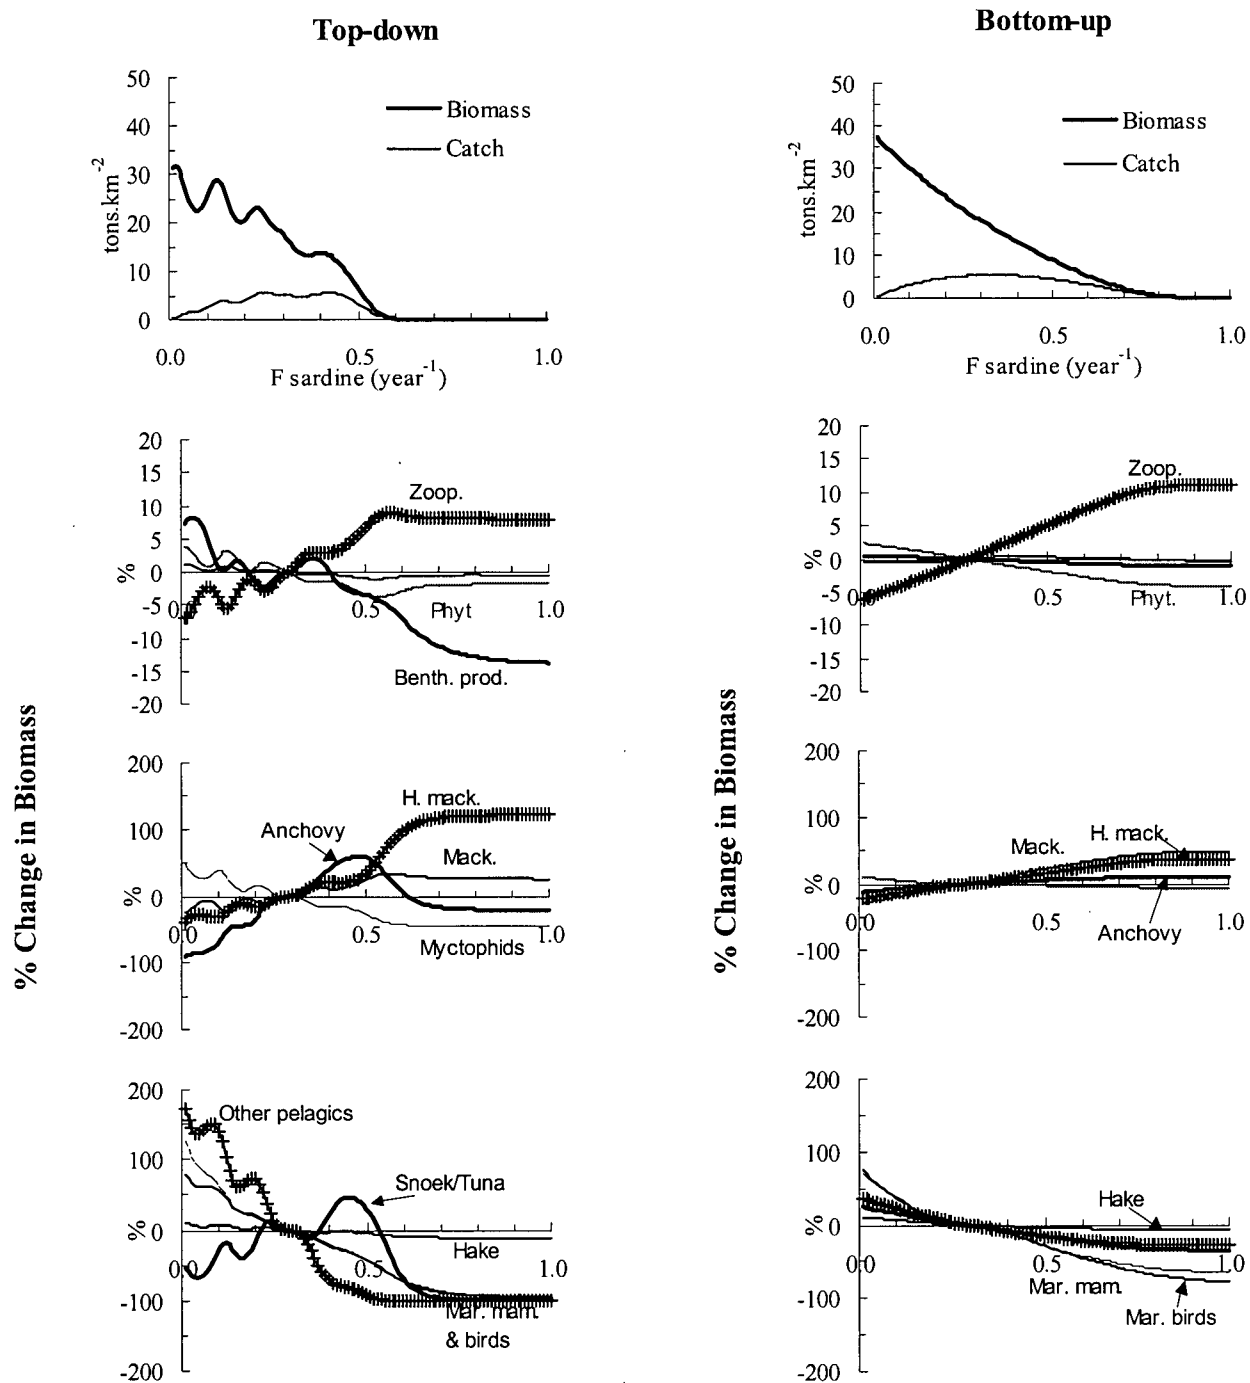 Top-down
Bottom-up
50
40
30
20
10
0
tons.km-2
Biomass
Catch
0.0
0.5
1.0
F sardine (year-1)
50
40
30
20
10
0
tons.km-2
Biomass
Catch
0.0
0.5
1.0
F sardine (year-1)
% Change in Biomass
20
15
10
5
0
-5
-10
-15
-20
%
Zoop.
0.0
0.5
1.0
Phyt
Benth. prod.
200
100
0
-100
-200
%
H. mack.
Anchovy
Mack.
0.0
0.5
1.0
Myctophids
200
100
0
-100
-200
%
Other pelagics
Snoek/Tuna
Hake
0.0
0.5
1.0
Mar. mam.
& birds
% Change in Biomass
20
15
10
5
0
-5
-10
-15
-20
%
Zoop.
0.0
0.5
1.0
Phyt.
200
100
0
-100
-200
%
Mack.
H. mack.
0.0
0.5
1.0
Anchovy
200
100
0
-100
-200
%
Hake
0.0
0.5
1.0
Mar. mam.
Mar. birds